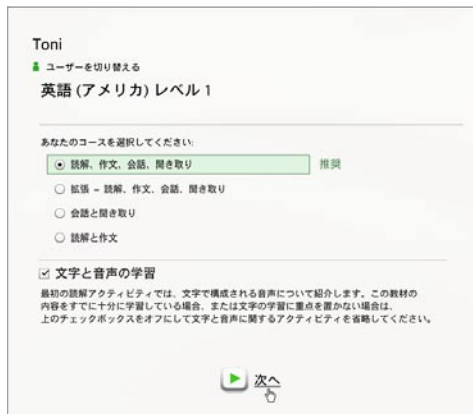 Toni
ユーザーを切り替える
英語 (アメリカ) レベル 1
あなたのコースを選択してください:
読解、作文、会話、聞き取り 推奨
拡張 – 読解、作文、会話、聞き取り
会話と聞き取り
読解と作文
文字と音声の学習
最初の読解アクティビティでは、文字で構成される音声について紹介します。この教材の
内容をすでに十分に学習している場合、または文字の学習に重点を置かない場合は、
上のチェックボックスをオフにして文字と音声に関するアクティビティを省略してください。
次へ